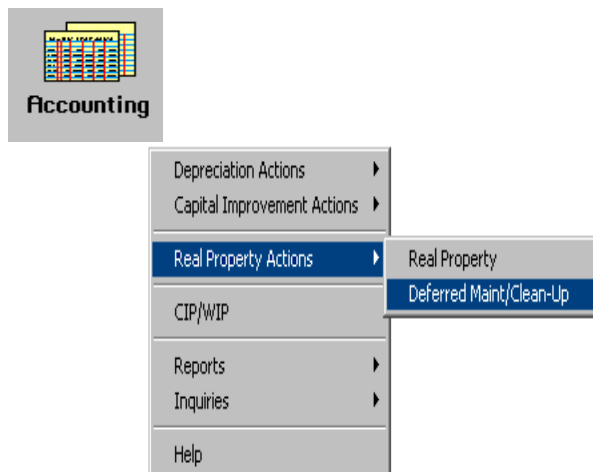 Accounting
Depreciation Actions
Capital Improvement Actions
Real Property Actions
Real Property
Deferred Maint/Clean-Up
CIP/WIP
Reports
Inquiries
Help